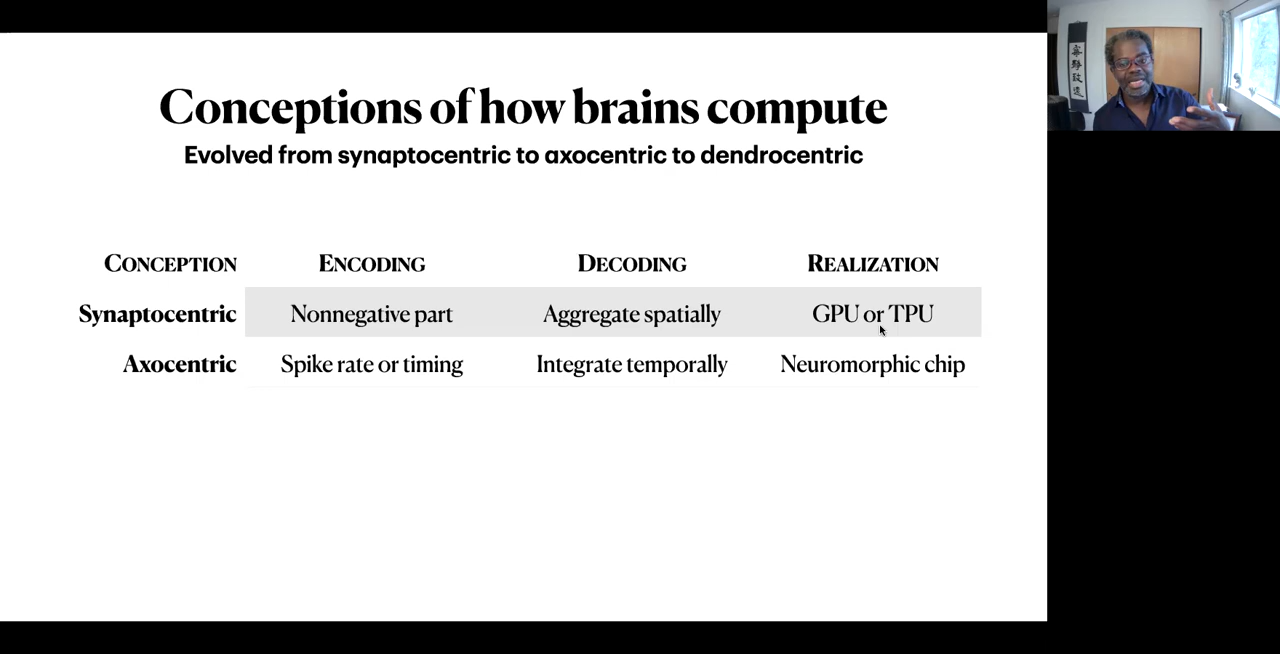 Conceptions of how brains compute
Evolved from synaptocentric to axocentric to dendrocentric
CONCEPTION ENCODING DECODING REALIZATION
Synaptocentric Nonnegative part Aggregate spatially GPU or TPU
Axocentric Spike rate or timing Integrate temporally Neuromorphic chip